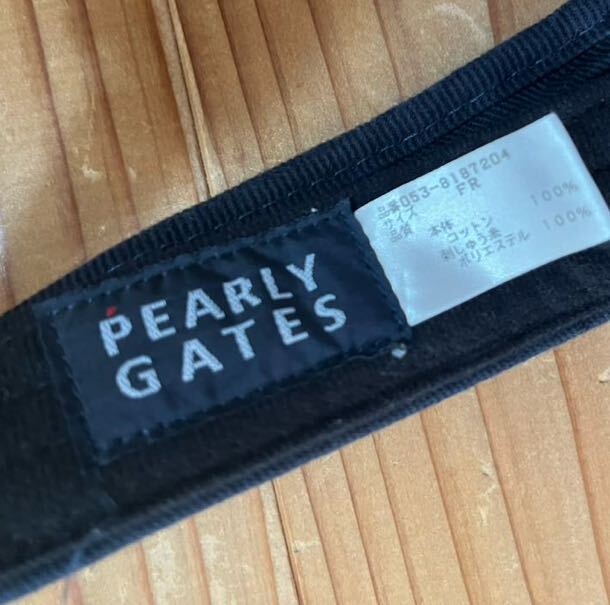 PEARLY
GATES
品番053-8187204
サイズ FR
品質 本体
コットン 100%
刺しゅう糸
ポリエステル 100%